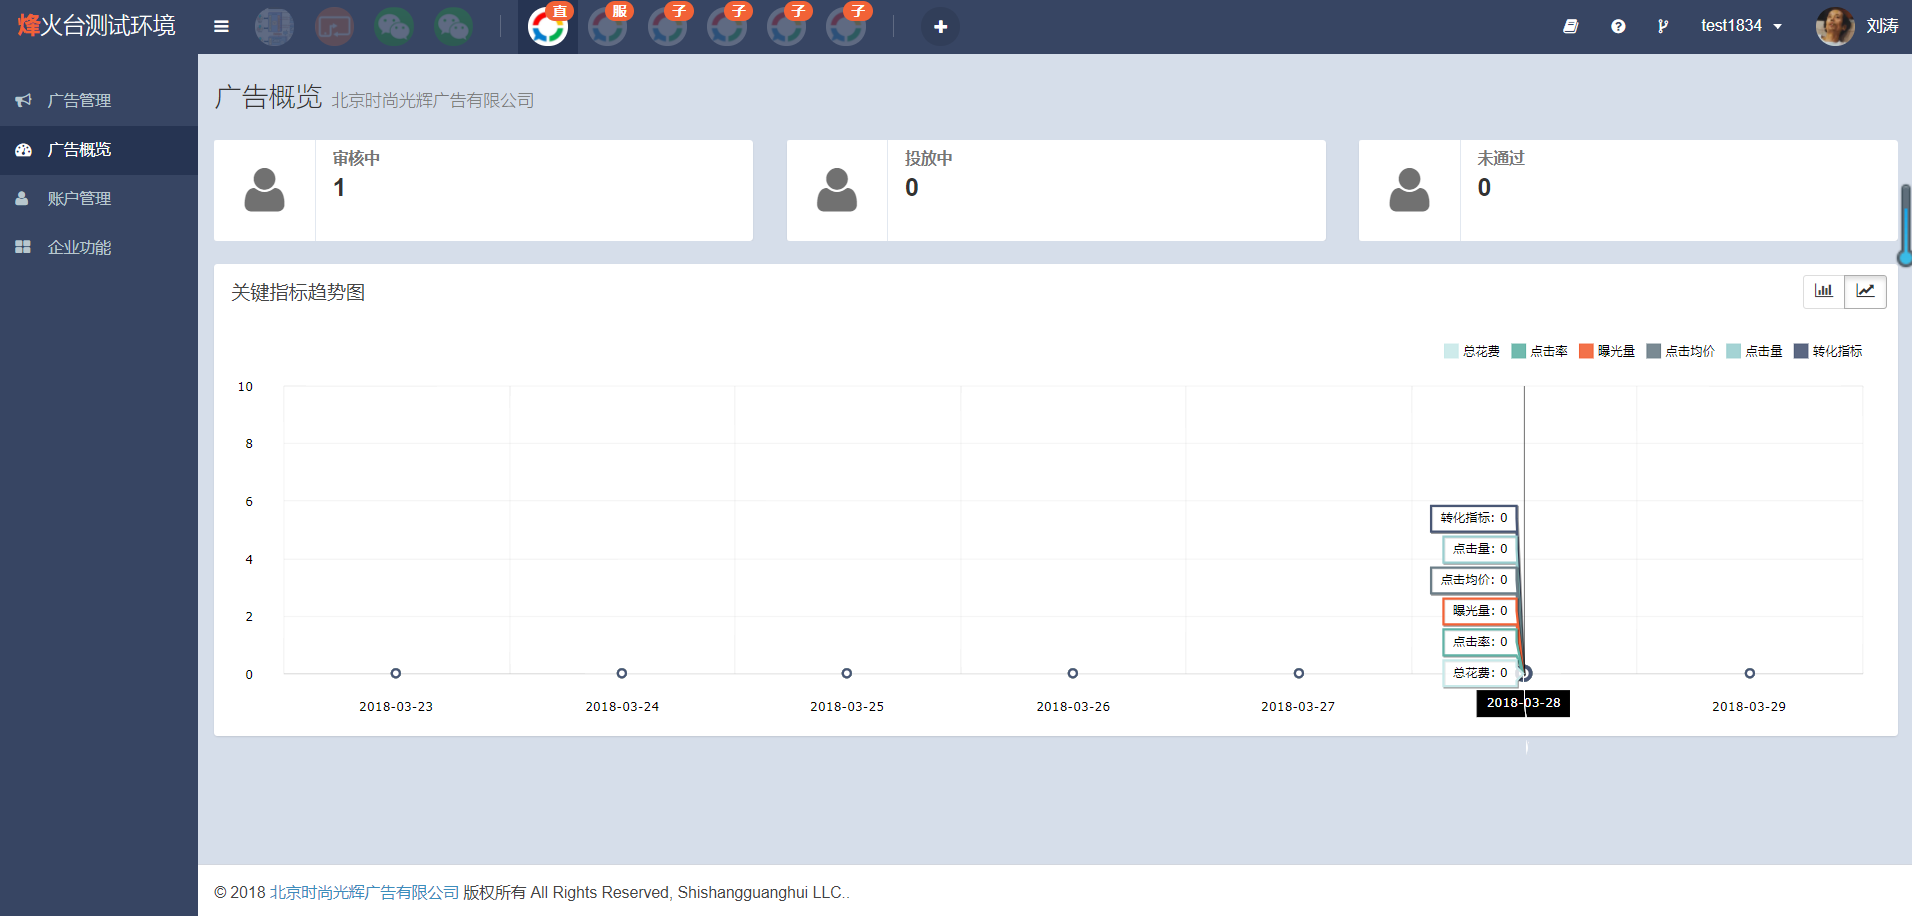 烽火台测试环境
直
服
子
子
子
子
test1834
刘涛
广告管理
广告概览
账户管理
企业功能
广告概览 北京时尚光辉广告有限公司
审核中
1
投放中
0
未通过
0
关键指标趋势图
总花费 点击率 曝光量 点击均价 点击量 转化指标
10
8
6
4
2
0
转化指标: 0
点击量: 0
点击均价: 0
曝光量: 0
点击率: 0
总花费: 0
2018-03-23 2018-03-24 2018-03-25 2018-03-26 2018-03-27 2018-03-28 2018-03-29
© 2018 北京时尚光辉广告有限公司 版权所有 All Rights Reserved, Shishangguanghui LLC..